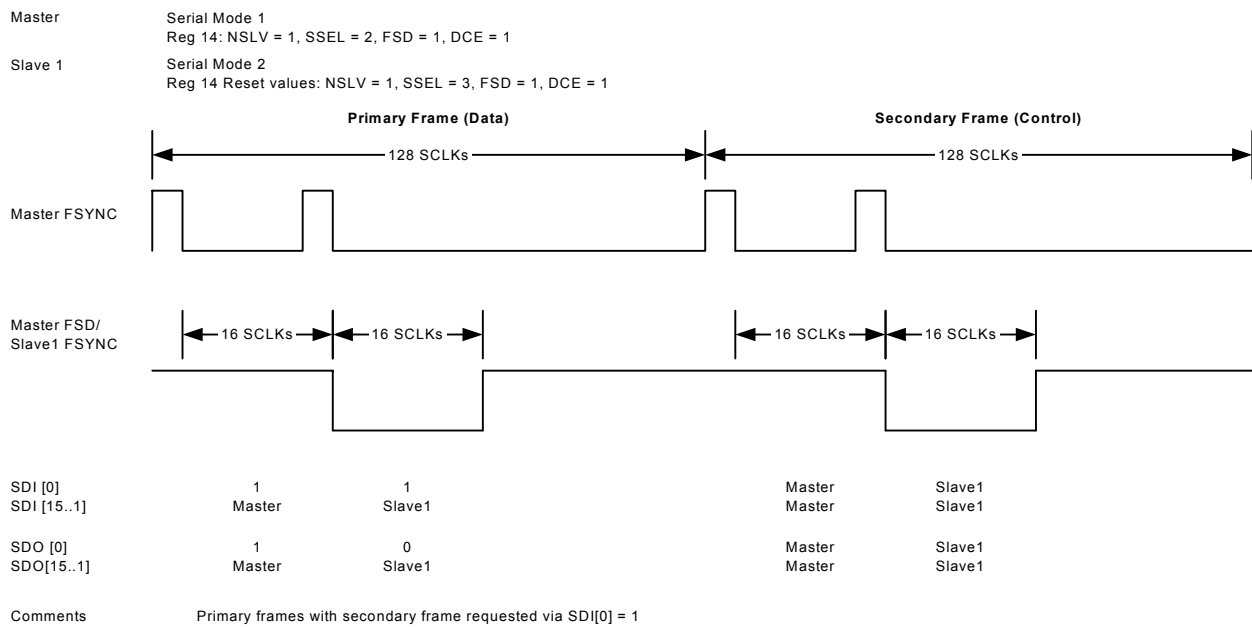 Master Serial Mode 1
Reg 14: NSLV = 1, SSEL = 2, FSD = 1, DCE = 1
Slave 1 Serial Mode 2
Reg 14 Reset values: NSLV = 1, SSEL = 3, FSD = 1, DCE = 1
Primary Frame (Data) Secondary Frame (Control)
128 SCLKs 128 SCLKs
Master FSYNC
Master FSD/
Slave1 FSYNC
16 SCLKs 16 SCLKs 16 SCLKs 16 SCLKs
SDI [0] 1 1 Master Slave1
SDI [15..1] Master Slave1 Master Slave1
SDO [0] 1 0 Master Slave1
SDO[15..1] Master Slave1 Master Slave1
Comments Primary frames with secondary frame requested via SDI[0] = 1